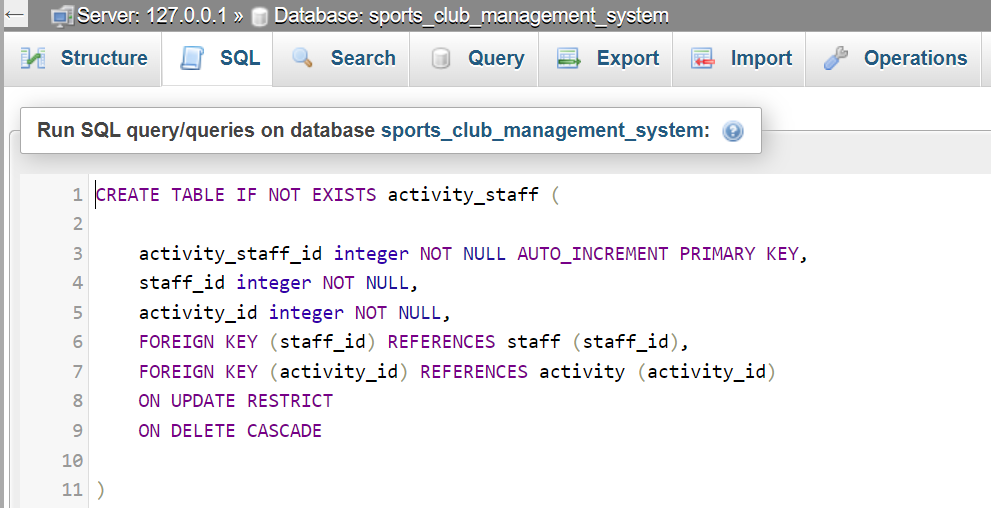 ← Server: 127.0.0.1 » Database: sports_club_management_system
Structure SQL Search Query Export Import Operations
Run SQL query/queries on database sports_club_management_system:
1 CREATE TABLE IF NOT EXISTS activity_staff (
2
3 activity_staff_id integer NOT NULL AUTO_INCREMENT PRIMARY KEY,
4 staff_id integer NOT NULL,
5 activity_id integer NOT NULL,
6 FOREIGN KEY (staff_id) REFERENCES staff (staff_id),
7 FOREIGN KEY (activity_id) REFERENCES activity (activity_id)
8 ON UPDATE RESTRICT
9 ON DELETE CASCADE
10
11 )